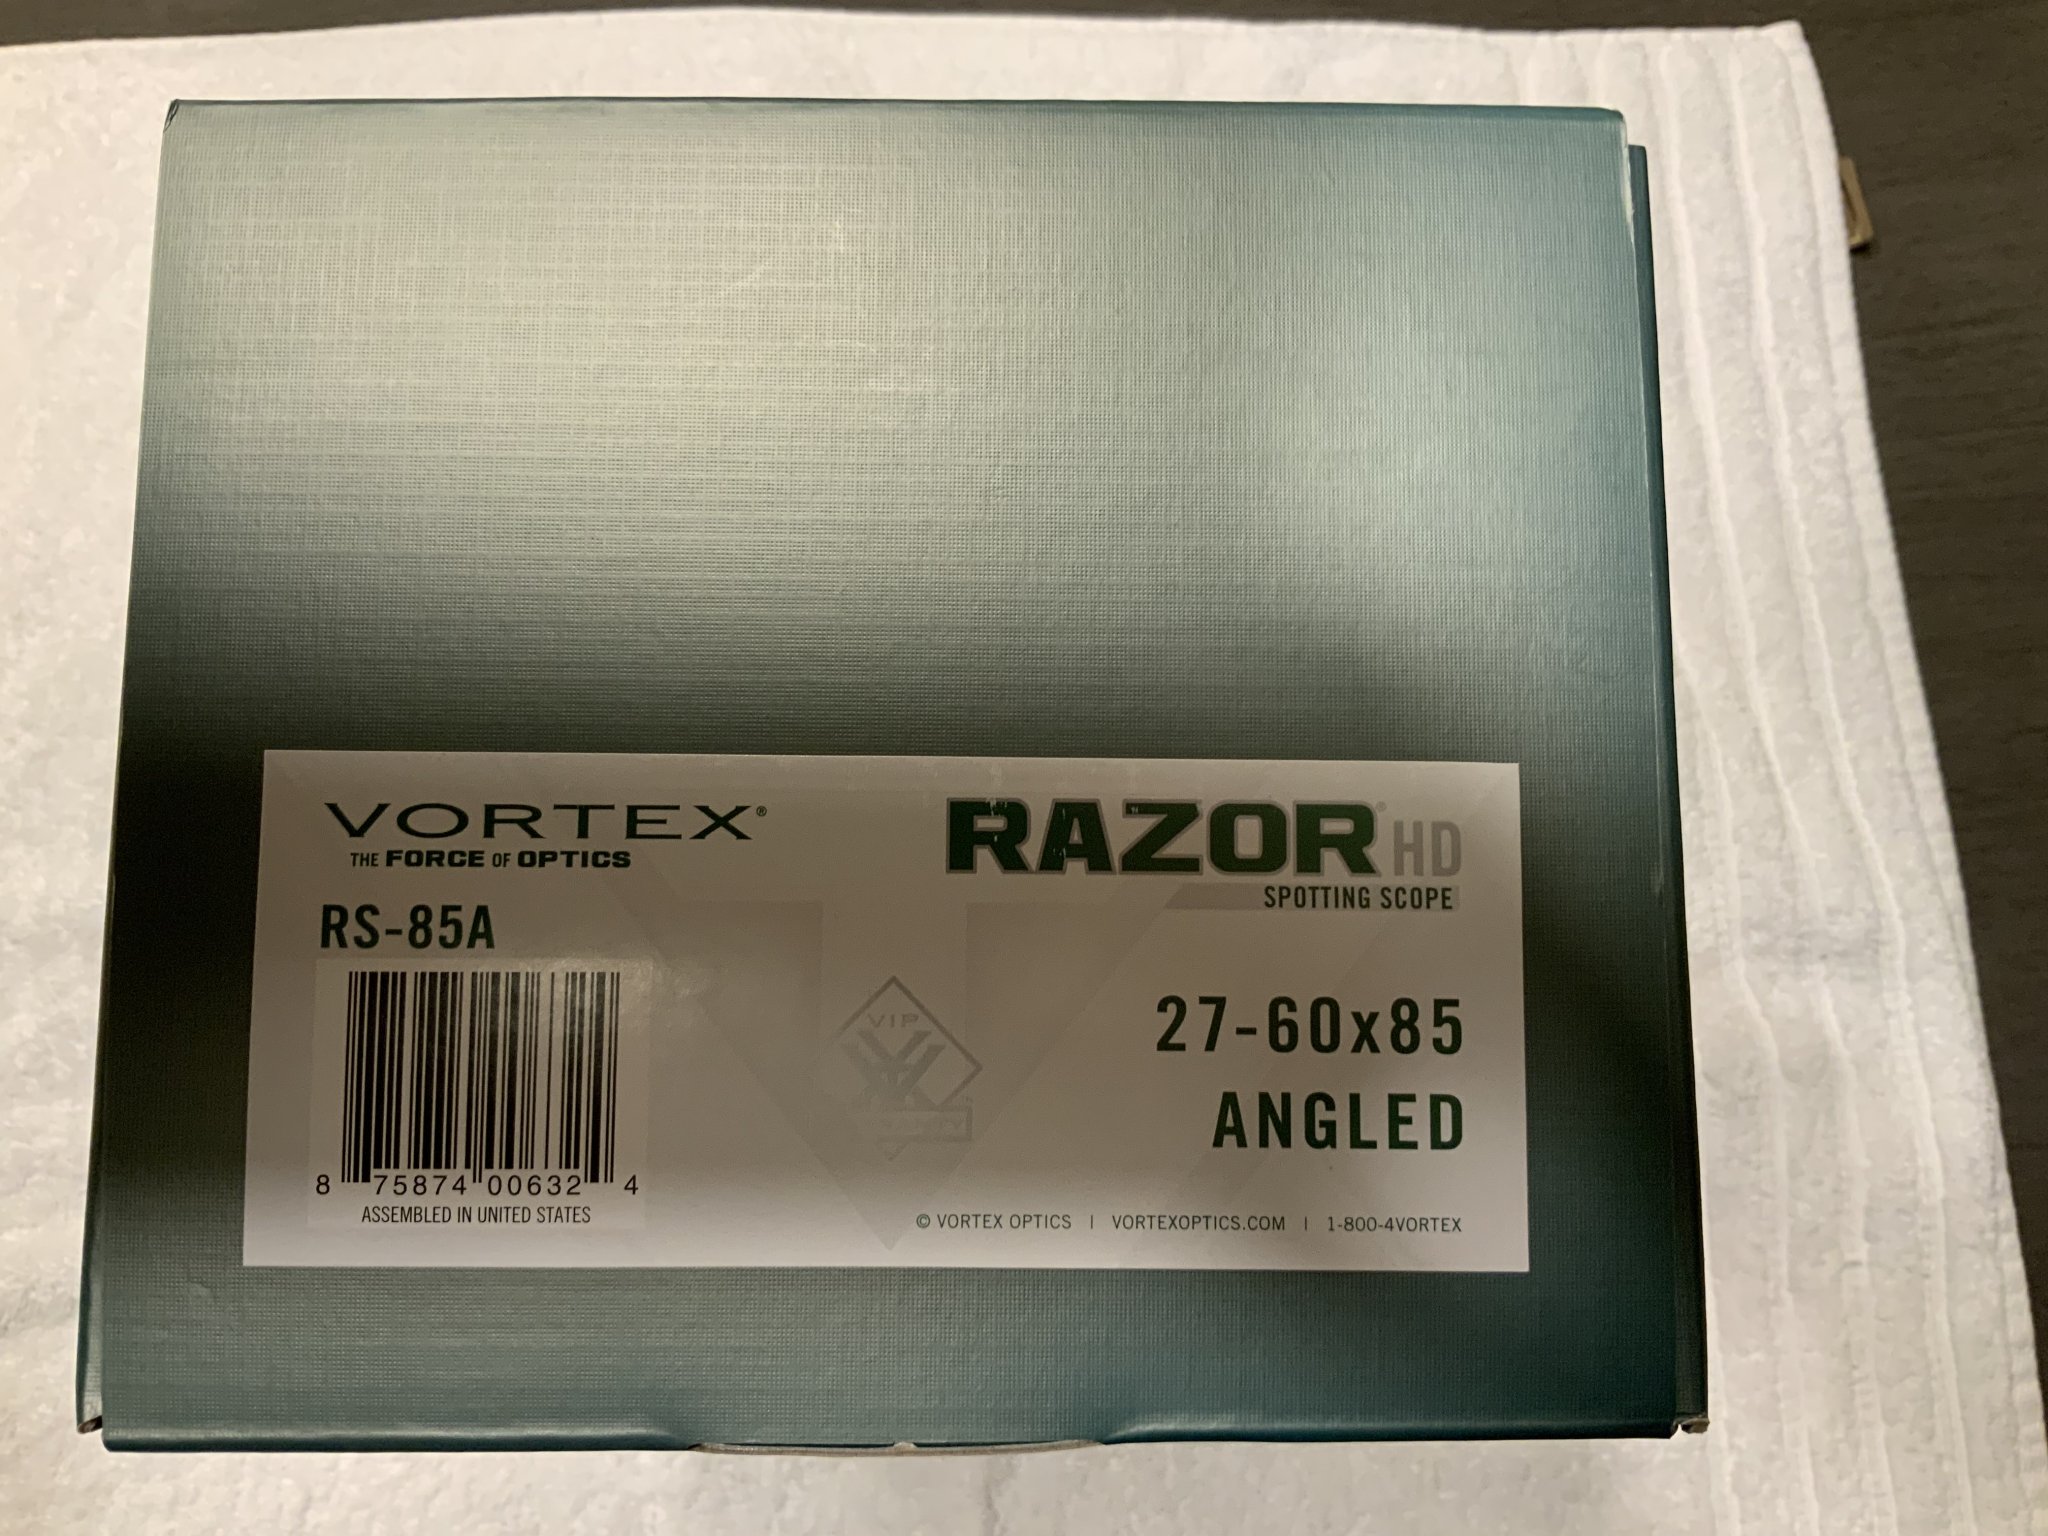 VORTEX®
THE FORCE OF OPTICS
RS-85A
8 75874 00632 4
ASSEMBLED IN UNITED STATES
RAZOR® HD
SPOTTING SCOPE
VIP
27-60x85
ANGLED
© VORTEX OPTICS | VORTEXOPTICS.COM | 1-800-4VORTEX